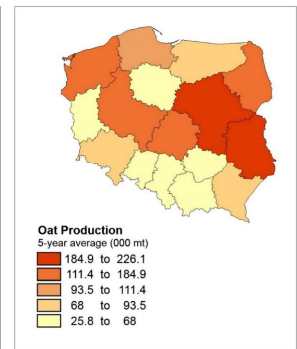 Oat Production
5-year average (000 mt)
184.9 to 226.1
111.4 to 184.9
93.5 to 111.4
68 to 93.5
25.8 to 68